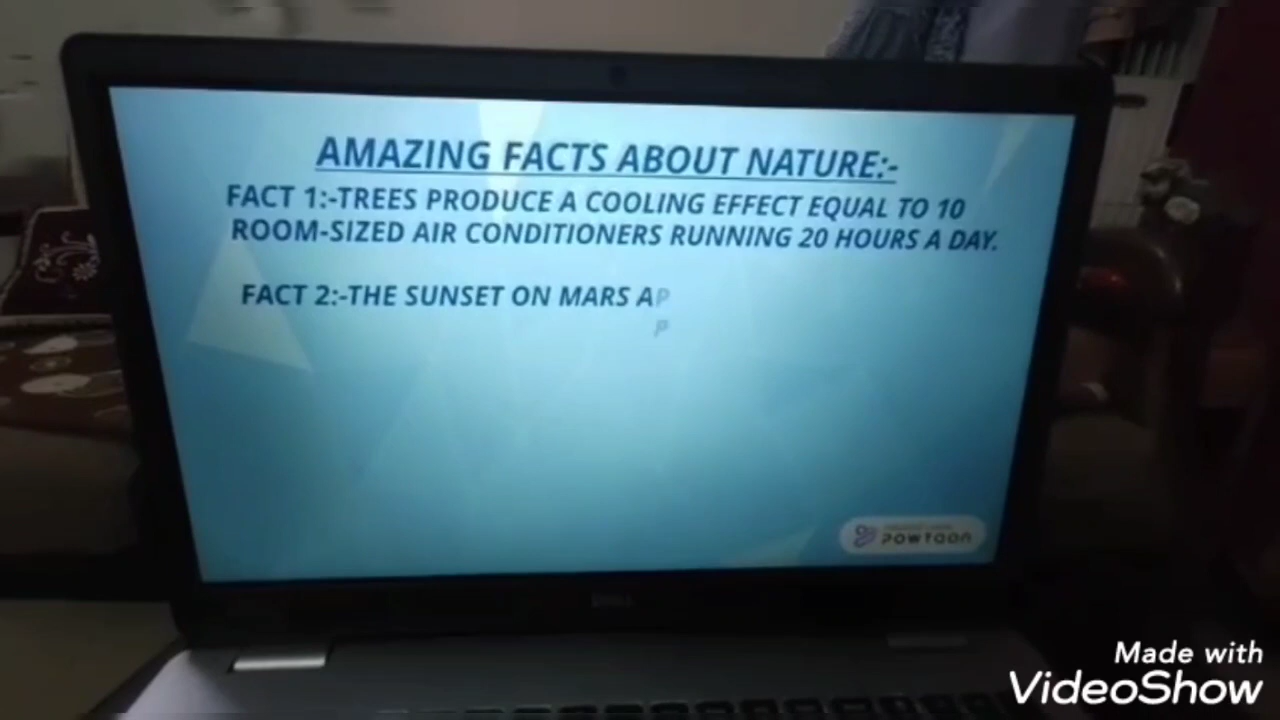 AMAZING FACTS ABOUT NATURE:-
FACT 1:-TREES PRODUCE A COOLING EFFECT EQUAL TO 10
ROOM-SIZED AIR CONDITIONERS RUNNING 20 HOURS A DAY.
FACT 2:-THE SUNSET ON MARS AP
P
POWTOON
DELL
Made with
VideoShow